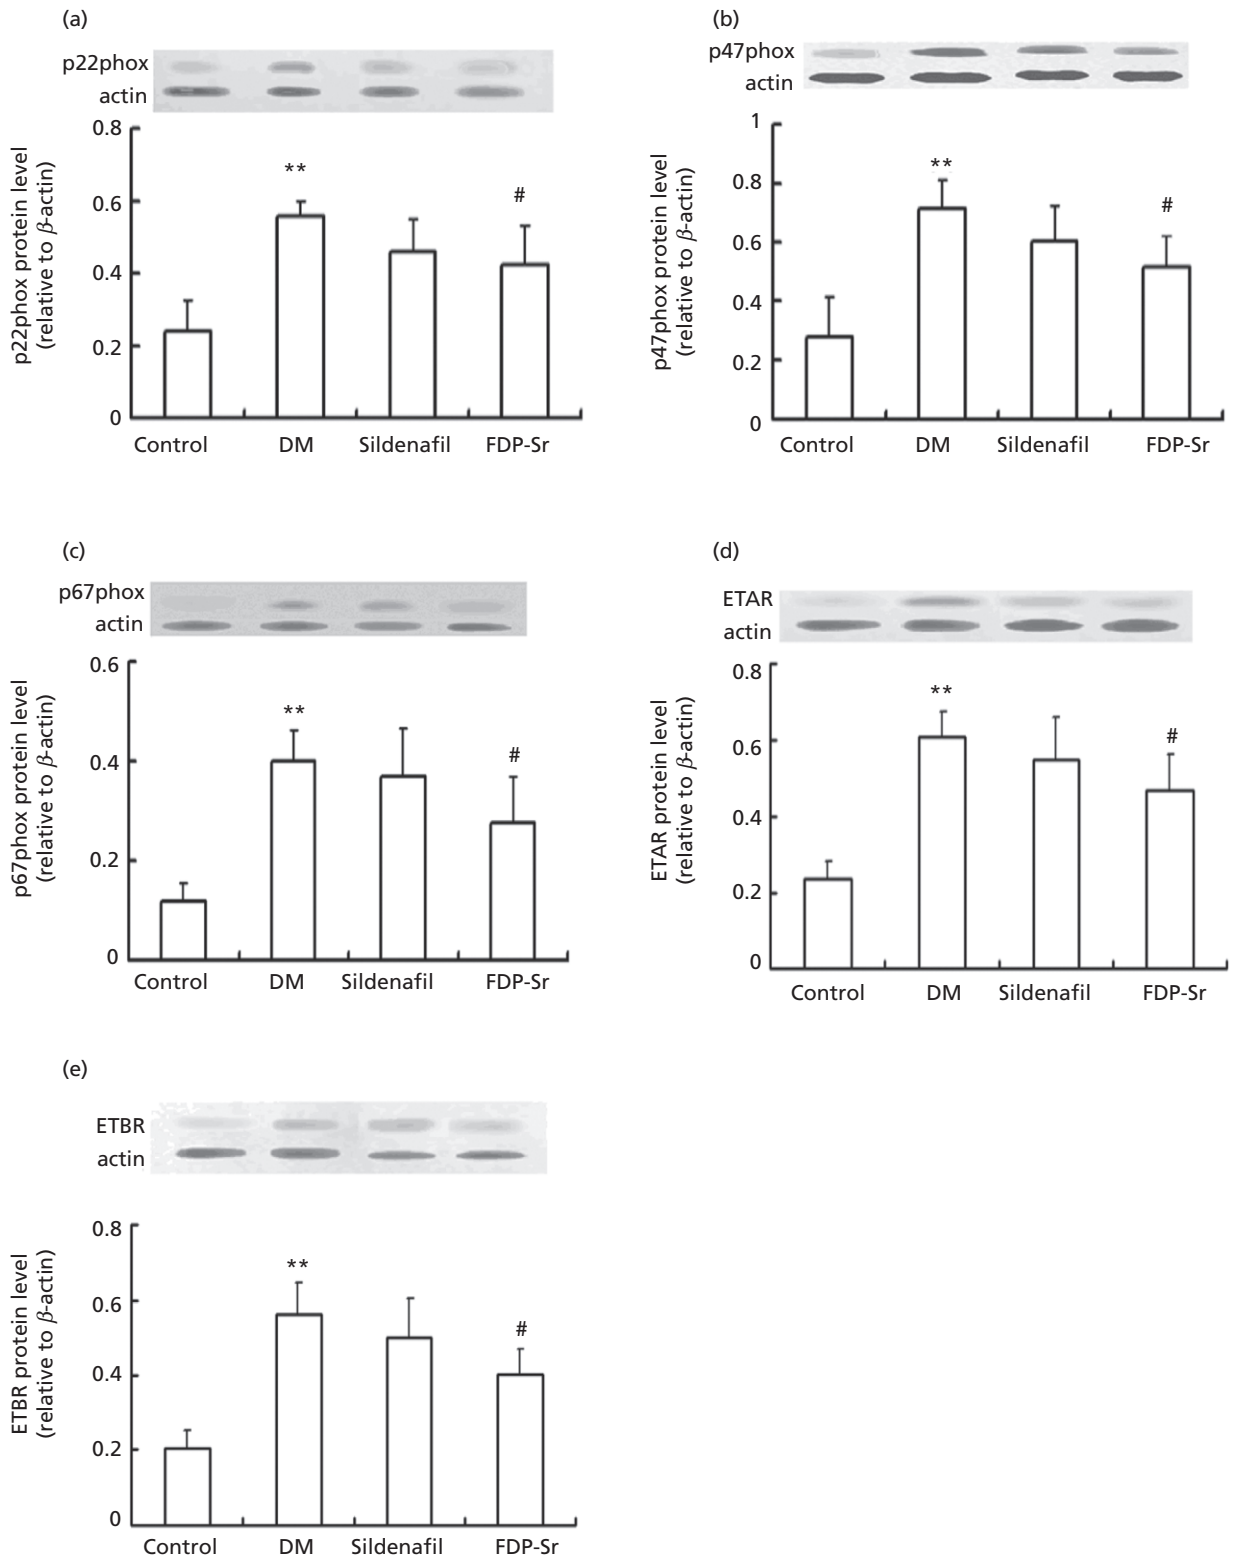 (a)
p22phox
actin
0.8
0.6
0.4
0.2
0
p22phox protein level
(relative to β-actin)
**
#
Control DM Sildenafil FDP-Sr
(b)
p47phox
actin
1
0.8
0.6
0.4
0.2
0
p47phox protein level
(relative to β-actin)
**
#
Control DM Sildenafil FDP-Sr
(c)
p67phox
actin
0.6
0.4
0.2
0
p67phox protein level
(relative to β-actin)
**
#
Control DM Sildenafil FDP-Sr
(d)
ETAR
actin
0.8
0.6
0.4
0.2
0
ETAR protein level
(relative to β-actin)
**
#
Control DM Sildenafil FDP-Sr
(e)
ETBR
actin
0.8
0.6
0.4
0.2
0
ETBR protein level
(relative to β-actin)
**
#
Control DM Sildenafil FDP-Sr